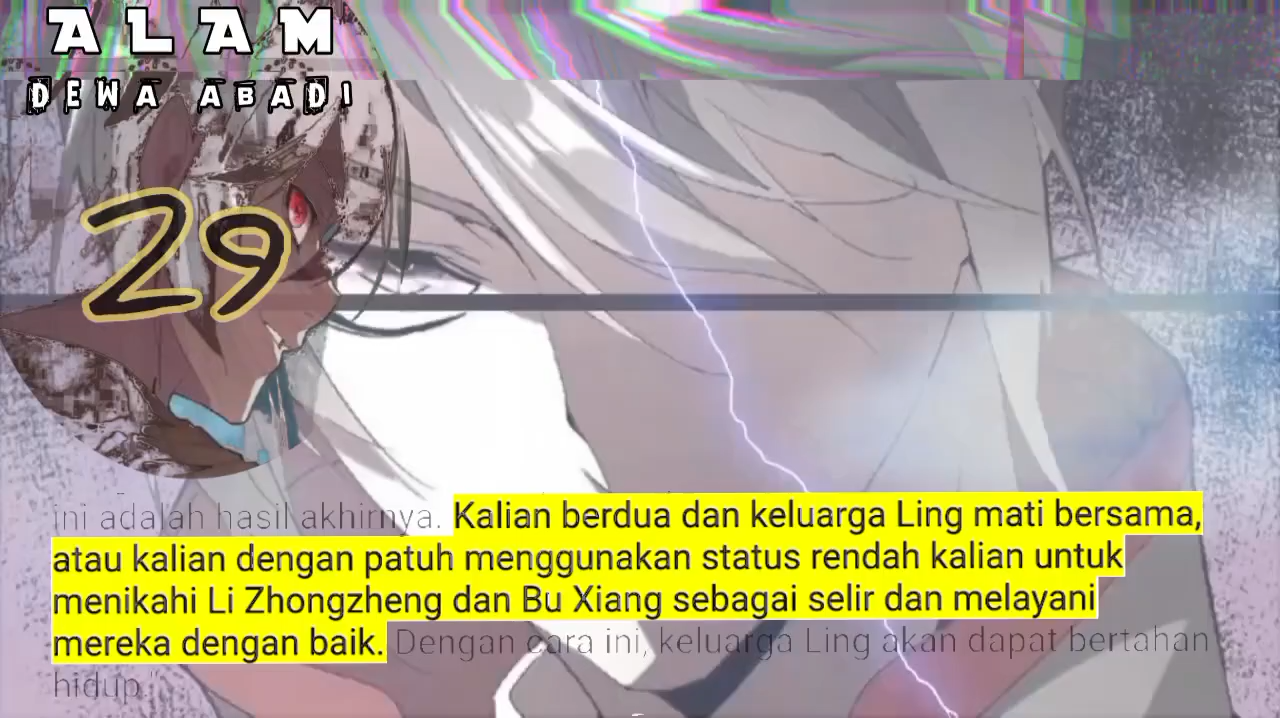 ALAM
DEWA ABADI
29
ini adalah hasil akhirnya. Kalian berdua dan keluarga Ling mati bersama,
atau kalian dengan patuh menggunakan status rendah kalian untuk
menikahi Li Zhongzheng dan Bu Xiang sebagai selir dan melayani
mereka dengan baik. Dengan cara ini, keluarga Ling akan dapat bertahan
hidup."